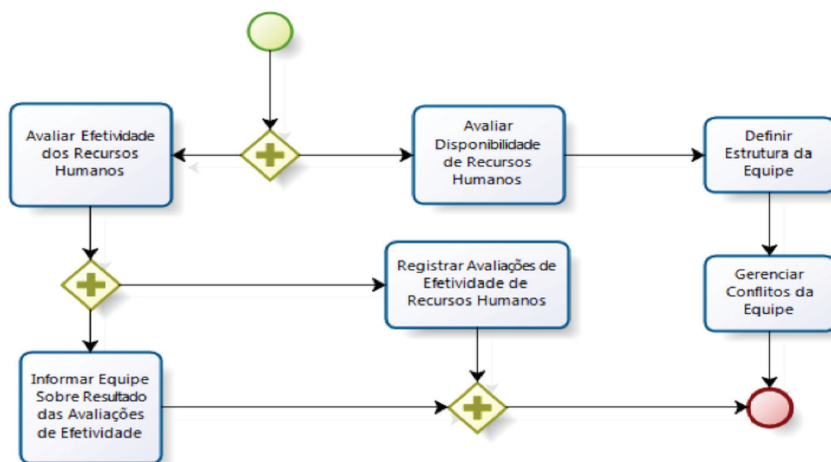 Avaliar Efetividade
dos Recursos
Humanos
Avaliar
Disponibilidade
de Recursos
Humanos
Definir
Estrutura da
Equipe
Registrar Avaliações de
Efetividade de
Recursos Humanos
Gerenciar
Conflitos da
Equipe
Informar Equipe
Sobre Resultado
das Avaliações
de Efetividade